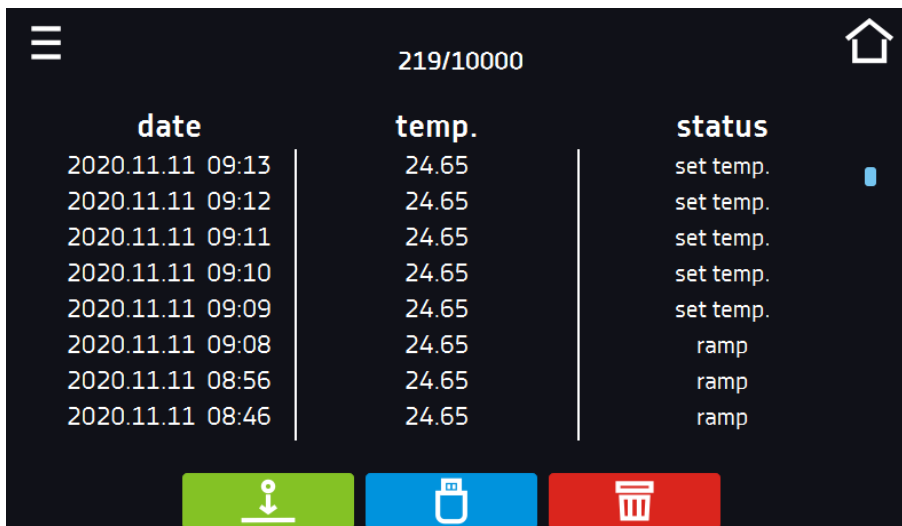 219/10000
date temp. status
2020.11.11 09:13 24.65 set temp.
2020.11.11 09:12 24.65 set temp.
2020.11.11 09:11 24.65 set temp.
2020.11.11 09:10 24.65 set temp.
2020.11.11 09:09 24.65 set temp.
2020.11.11 09:08 24.65 ramp
2020.11.11 08:56 24.65 ramp
2020.11.11 08:46 24.65 ramp